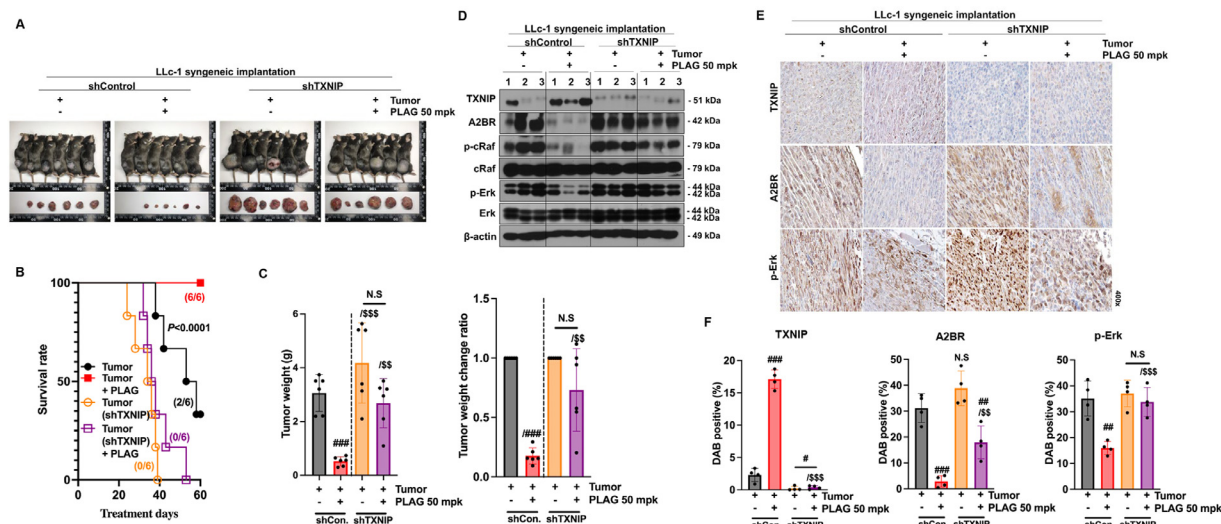 A
LLc-1 syngeneic implantation
shControl
shTXNIP
+ + + + Tumor
- + - + PLAG 50 mpk
B
Survival rate
100
50
0
0 20 40 60
Treatment days
(6/6)
P<0.0001
(2/6)
(0/6)
(0/6)
Tumor
Tumor
+ PLAG
Tumor
(shTXNIP)
Tumor
(shTXNIP)
+ PLAG
C
Tumor weight (g)
6
4
2
0
N.S
/$$$
/$$
###
+ + + + Tumor
- + - + PLAG 50 mpk
shCon. shTXNIP
Tumor weight change ratio
1.5
1.0
0.5
0.0
N.S
/$$
/###
+ + + + Tumor
- + - + PLAG 50 mpk
shCon. shTXNIP
D
LLc-1 syngeneic implantation
shControl shTXNIP
+ + + + Tumor
- + - + PLAG 50 mpk
1 2 3 1 2 3 1 2 3 1 2 3
TXNIP - 51 kDa
A2BR - 42 kDa
p-cRaf - 79 kDa
cRaf - 79 kDa
p-Erk - 44 kDa
- 42 kDa
Erk - 44 kDa
- 42 kDa
β-actin - 49 kDa
E
LLc-1 syngeneic implantation
shControl shTXNIP
+ + + + Tumor
- + - + PLAG 50 mpk
TXNIP
A2BR
p-Erk
400x
F
TXNIP
DAB positive (%)
20
15
10
5
0
###
#
/$$$
+ + + + Tumor
- + - + PLAG 50 mpk
shCon. shTXNIP
A2BR
DAB positive (%)
50
40
30
20
10
0
N.S
##
/$$
###
+ + + + Tumor
- + - + PLAG 50 mpk
shCon. shTXNIP
p-Erk
DAB positive (%)
50
40
30
20
10
0
N.S
/$$$
##
+ + + + Tumor
- + - + PLAG 50 mpk
shCon. shTXNIP